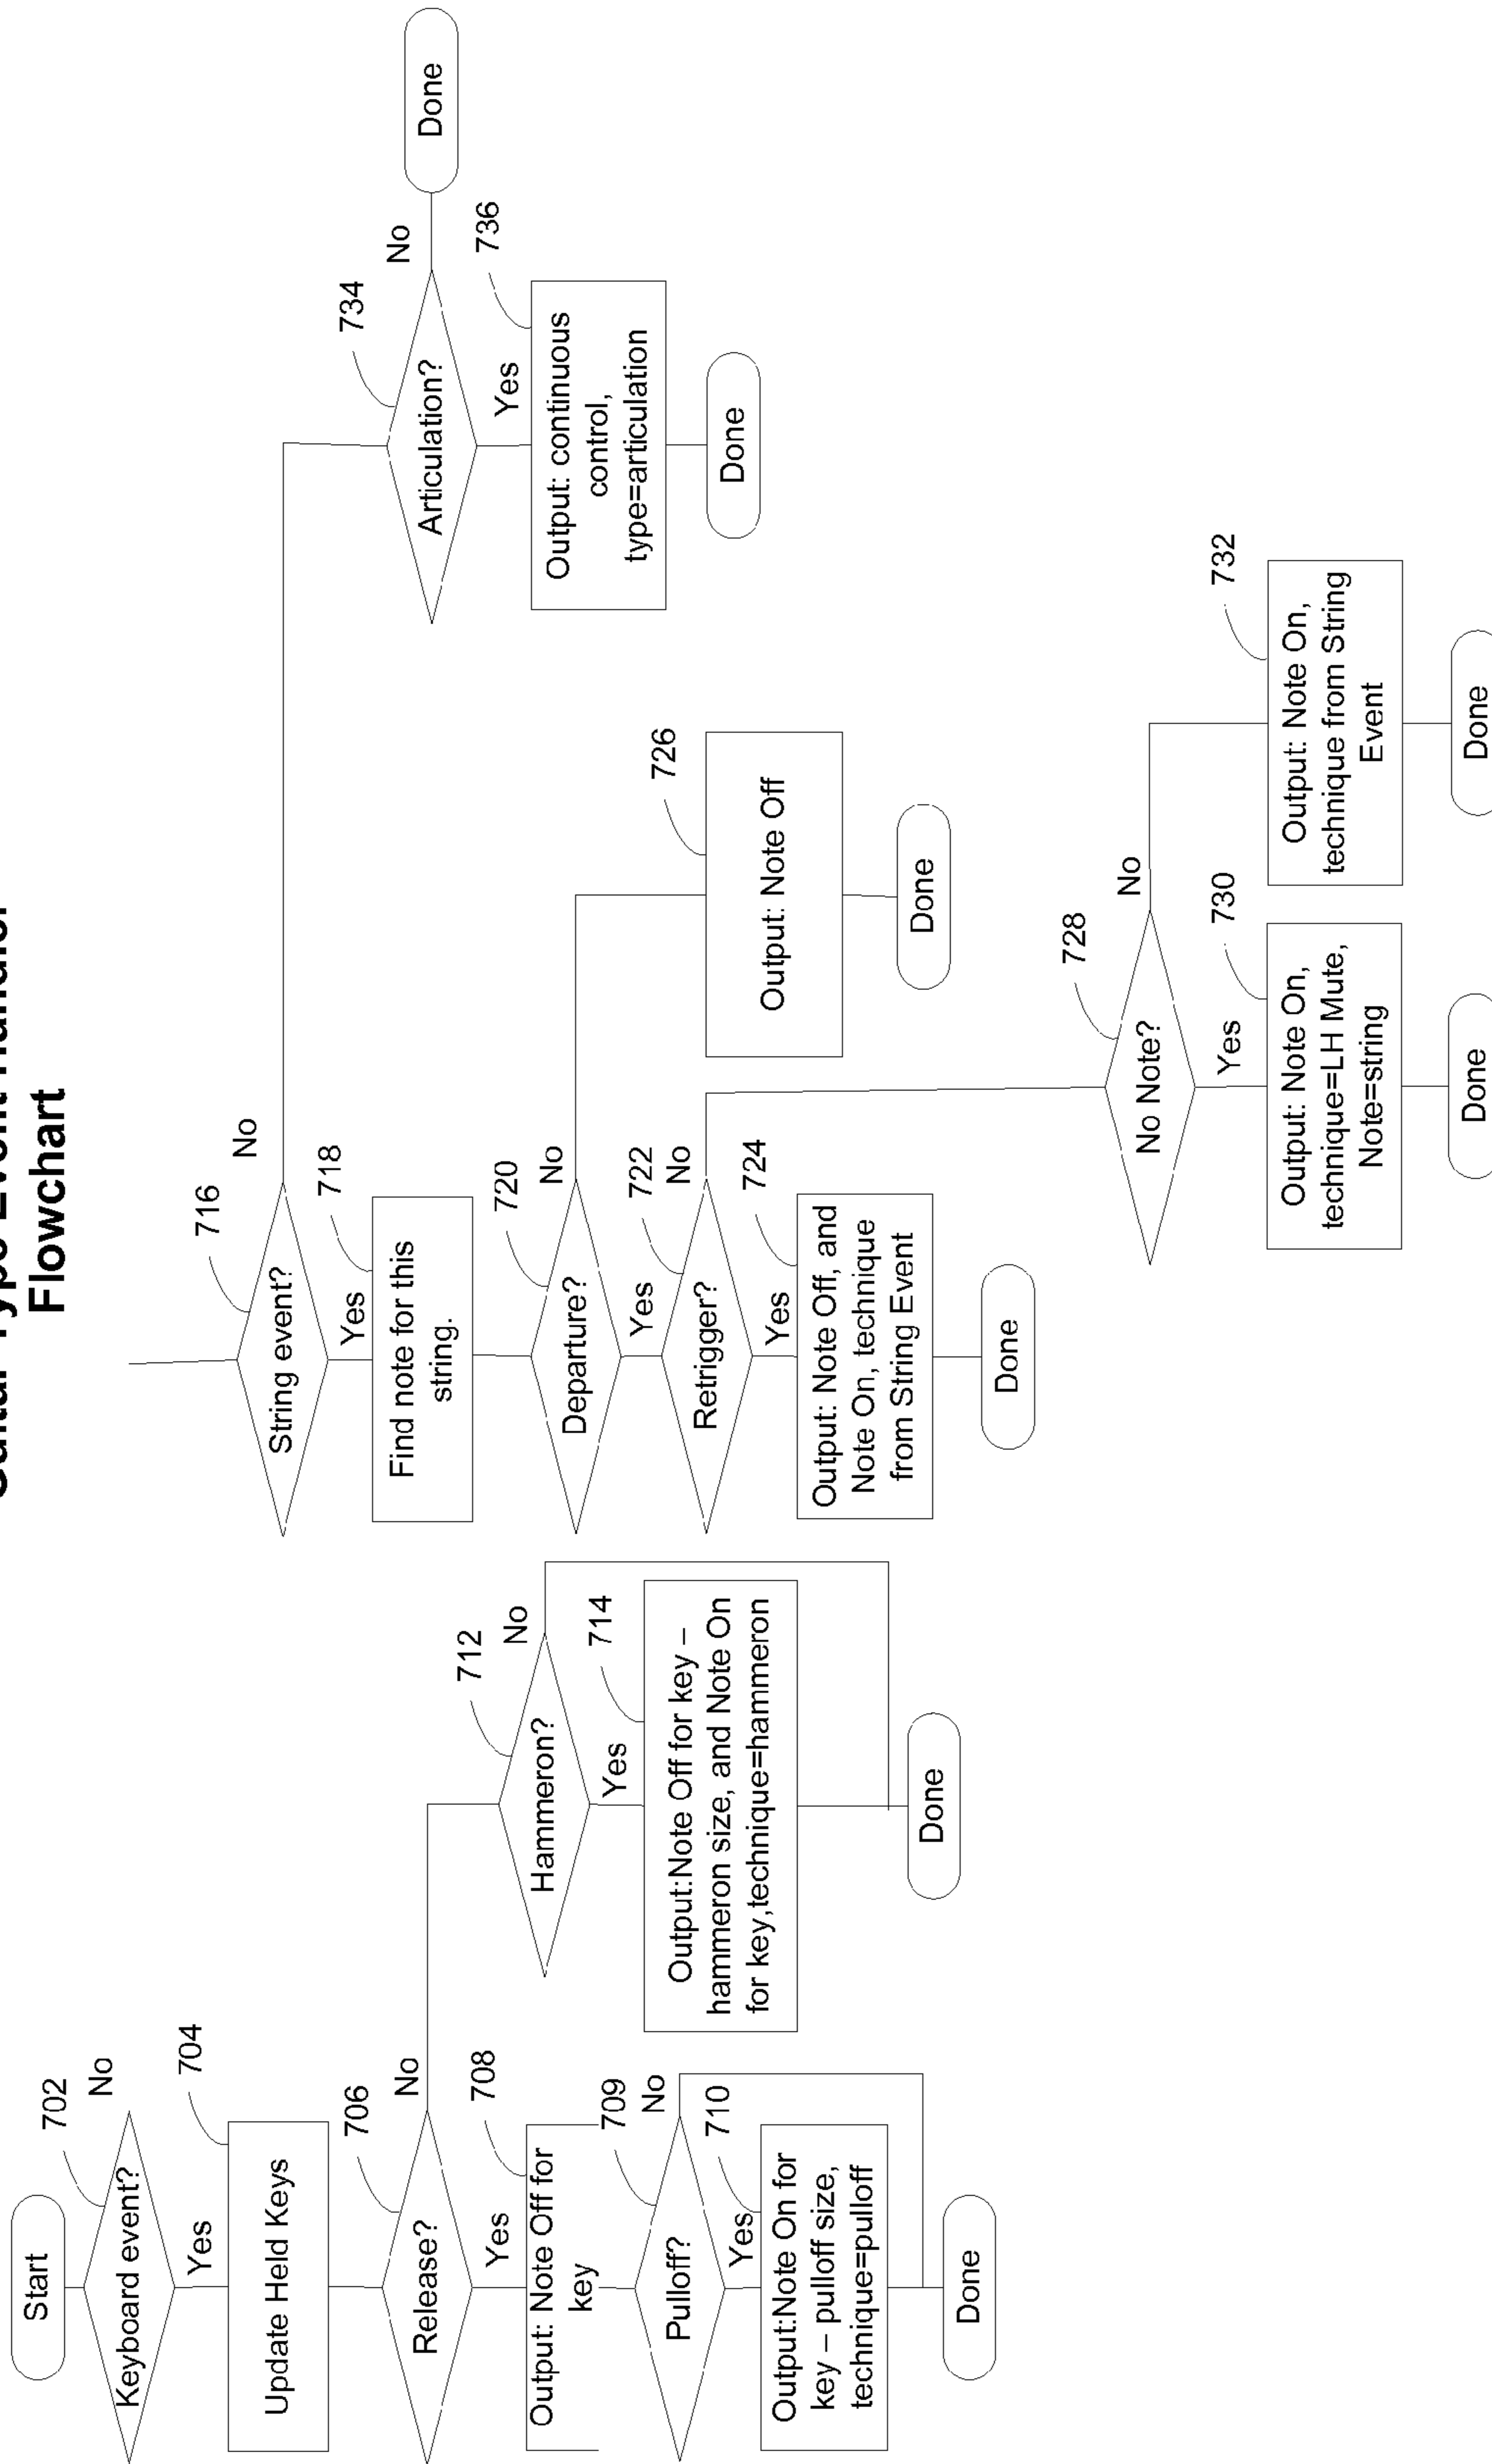 Flowchart
Start
702
Keyboard event?
No
Yes
704
Update Held Keys
706
Release?
No
Yes
708
Output: Note Off for
key
709
Pulloff?
No
Yes
710
Output:Note On for
key – pulloff size,
technique=pulloff
Done
712
Hammeron?
No
Yes
714
Output:Note Off for key –
hammeron size, and Note On
for key,technique=hammeron
Done
716
String event?
No
Yes
718
Find note for this
string.
720
Departure?
No
Yes
722
Retrigger?
No
Yes
724
Output: Note Off, and
Note On, technique
from String Event
Done
726
Output: Note Off
Done
728
No Note?
No
Yes
730
Output: Note On,
technique=LH Mute,
Note=string
Done
732
Output: Note On,
technique from String
Event
Done
734
Articulation?
No
Done
Yes
736
Output: continuous
control,
type=articulation
Done